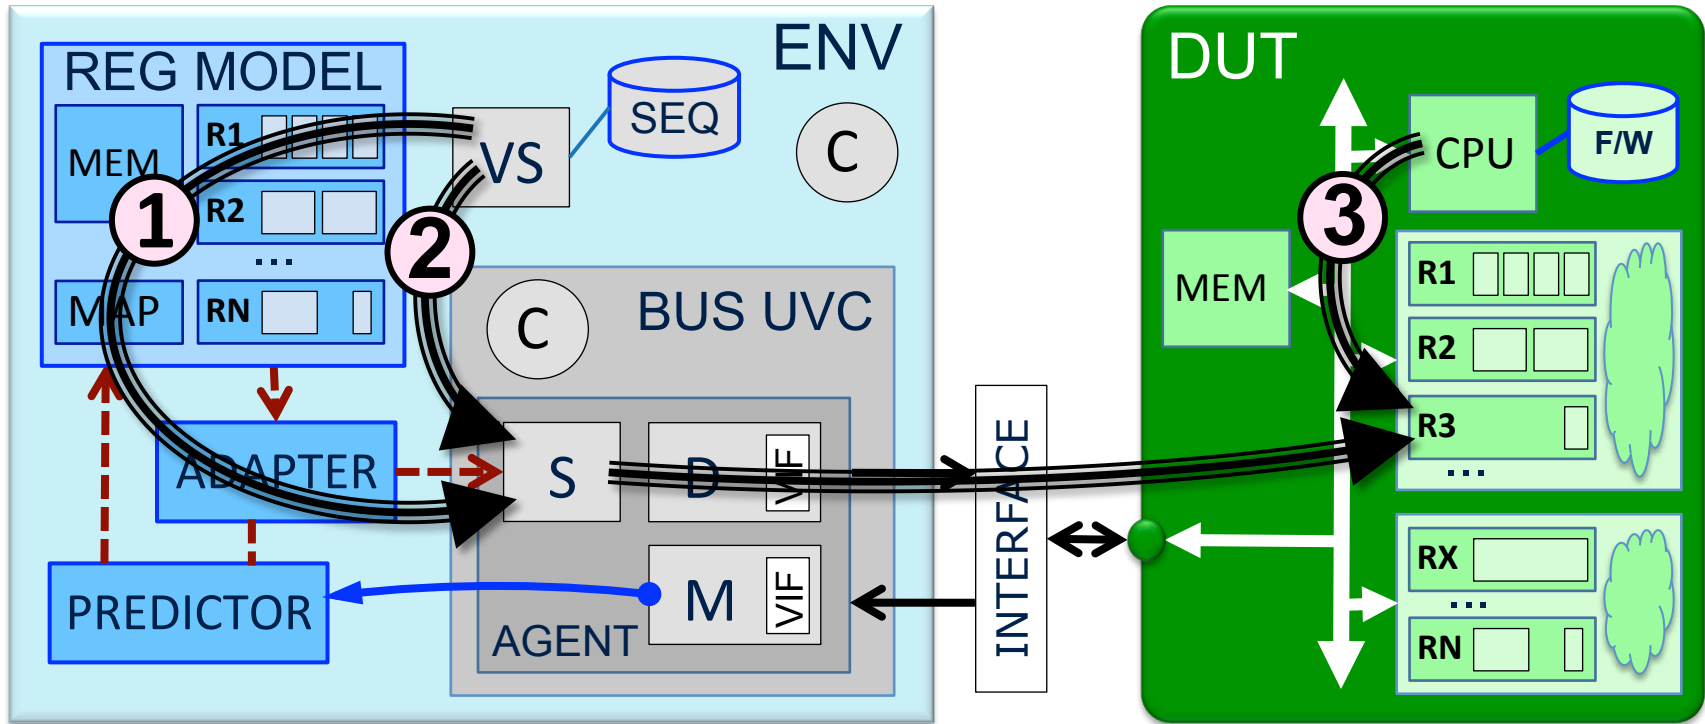 ENV
REG MODEL
MEM
R1
R2
...
RN
MAP
1
VS
SEQ
C
2
C
BUS UVC
ADAPTER
S
D
VIF
PREDICTOR
M
VIF
AGENT
INTERFACE
DUT
CPU
F/W
3
MEM
R1
R2
R3
...
RX
...
RN